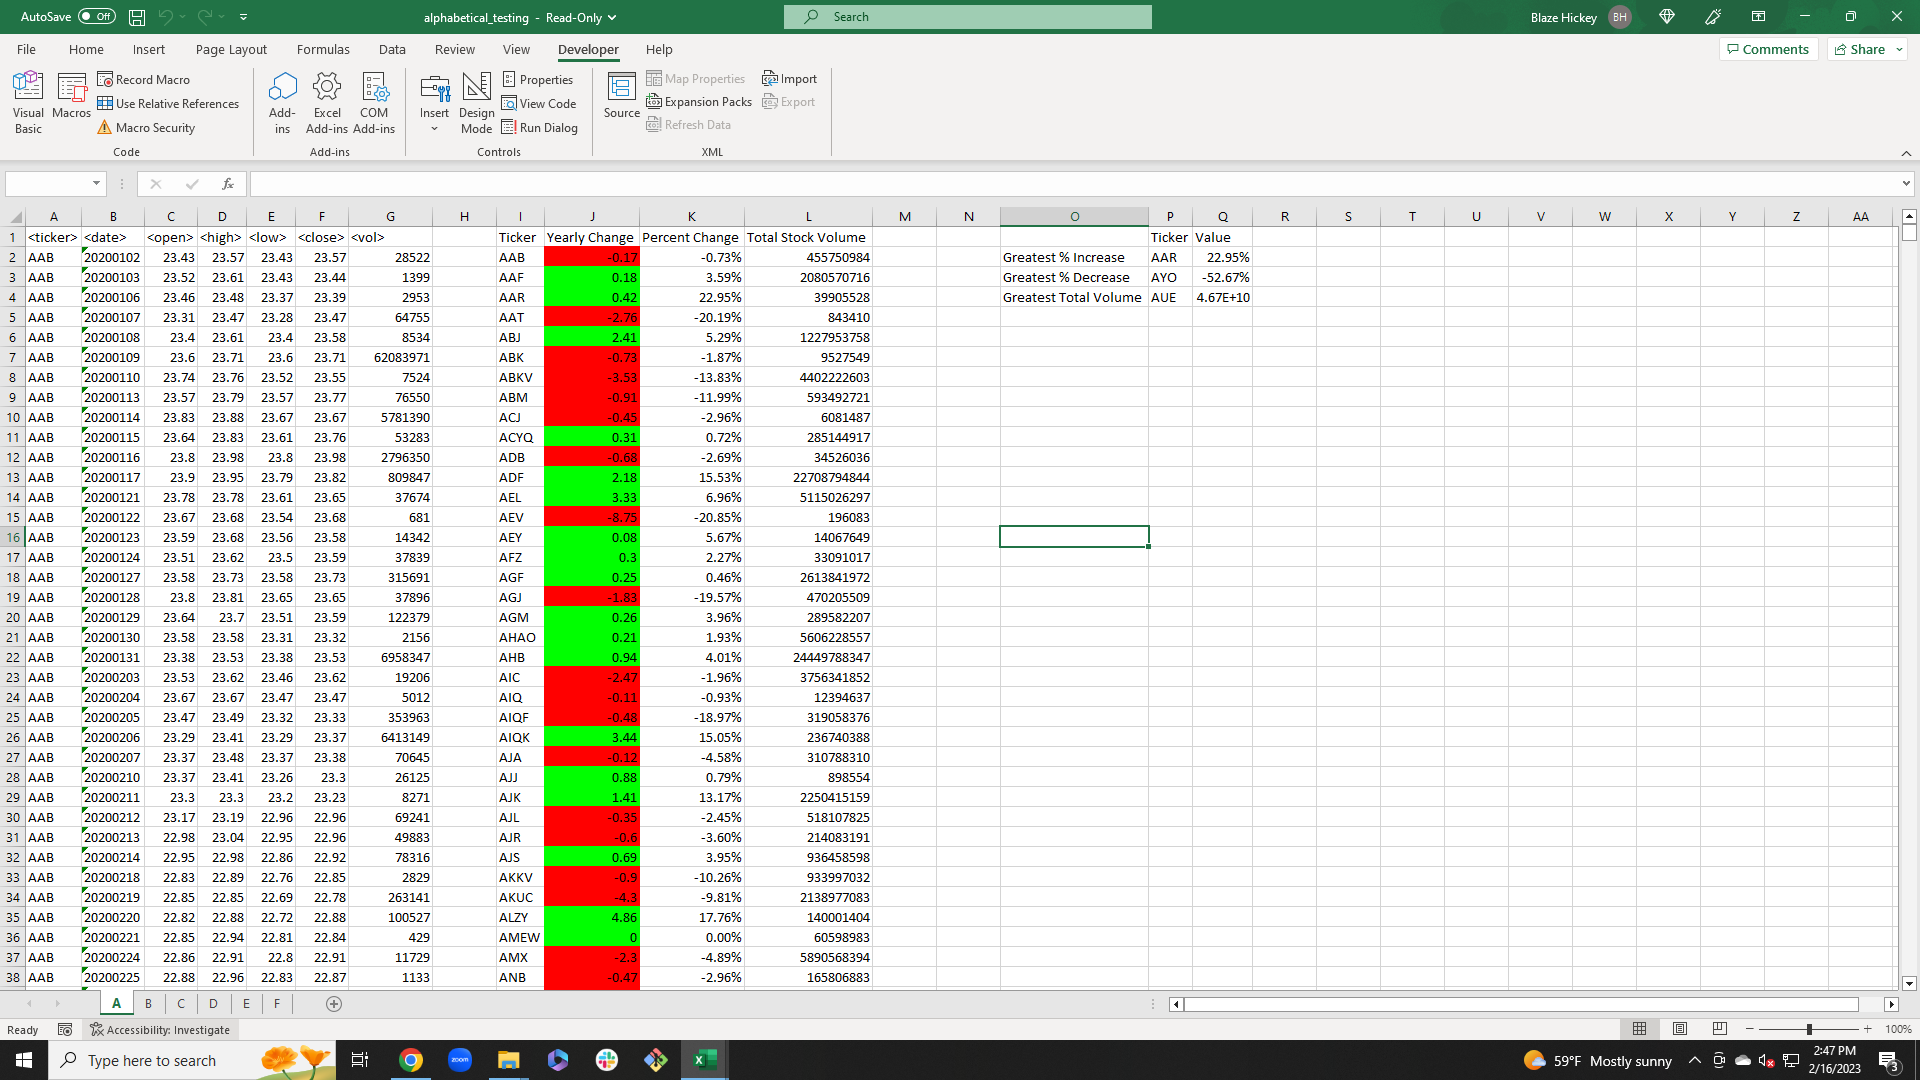 AutoSave Off alphabetical_testing - Read-Only Search Blaze Hickey BH
File Home Insert Page Layout Formulas Data Review View Developer Help Comments Share
Visual Basic Macros Record Macro Use Relative References Macro Security
Add-ins Excel Add-ins COM Add-ins
Insert Design Mode Properties View Code Run Dialog
Source Map Properties Expansion Packs Refresh Data Import Export
Code Add-ins Controls XML
fx
A B C D E F G H I J K L M N O P Q R S T U V W X Y Z AA
1 <ticker> <date> <open> <high> <low> <close> <vol> Ticker Yearly Change Percent Change Total Stock Volume Ticker Value
2 AAB 20200102 23.43 23.57 23.43 23.57 28522 AAB -0.17 -0.73% 455750984 Greatest % Increase AAR 22.95%
3 AAB 20200103 23.52 23.61 23.43 23.44 1399 AAF 0.18 3.59% 2080570716 Greatest % Decrease AYO -52.67%
4 AAB 20200106 23.46 23.48 23.37 23.39 2953 AAR 0.42 22.95% 39905528 Greatest Total Volume AUE 4.67E+10
5 AAB 20200107 23.31 23.47 23.28 23.47 64755 AAT -2.76 -20.19% 843410
6 AAB 20200108 23.4 23.61 23.4 23.58 8534 ABJ 2.41 5.29% 1227953758
7 AAB 20200109 23.6 23.71 23.6 23.71 62083971 ABK -0.73 -1.87% 9527549
8 AAB 20200110 23.74 23.76 23.52 23.55 7524 ABKV -3.53 -13.83% 4402222603
9 AAB 20200113 23.57 23.79 23.57 23.77 76550 ABM -0.91 -11.99% 593492721
10 AAB 20200114 23.83 23.88 23.67 23.67 5781390 ACJ -0.45 -2.96% 6081487
11 AAB 20200115 23.64 23.83 23.61 23.76 53283 ACYQ 0.31 0.72% 285144917
12 AAB 20200116 23.8 23.98 23.8 23.98 2796350 ADB -0.68 -2.69% 34526036
13 AAB 20200117 23.9 23.95 23.79 23.82 809847 ADF 2.18 15.53% 22708794844
14 AAB 20200121 23.78 23.78 23.61 23.65 37674 AEL 3.33 6.96% 5115026297
15 AAB 20200122 23.67 23.68 23.54 23.68 681 AEV -8.75 -20.85% 196083
16 AAB 20200123 23.59 23.68 23.56 23.58 14342 AEY 0.08 5.67% 14067649
17 AAB 20200124 23.51 23.62 23.5 23.59 37839 AFZ 0.3 2.27% 33091017
18 AAB 20200127 23.58 23.73 23.58 23.73 315691 AGF 0.25 0.46% 2613841972
19 AAB 20200128 23.8 23.81 23.65 23.65 37896 AGJ -1.83 -19.57% 470205509
20 AAB 20200129 23.64 23.7 23.51 23.59 122379 AGM 0.26 3.96% 289582207
21 AAB 20200130 23.58 23.58 23.31 23.32 2156 AHAO 0.21 1.93% 5606228557
22 AAB 20200131 23.38 23.53 23.38 23.53 6958347 AHB 0.94 4.01% 24449788347
23 AAB 20200203 23.53 23.62 23.46 23.62 19206 AIC -2.47 -1.96% 3756341852
24 AAB 20200204 23.67 23.67 23.47 23.47 5012 AIQ -0.11 -0.93% 12394637
25 AAB 20200205 23.47 23.49 23.32 23.33 353963 AIQF -0.48 -18.97% 319058376
26 AAB 20200206 23.29 23.41 23.29 23.37 6413149 AIQK 3.44 15.05% 236740388
27 AAB 20200207 23.37 23.48 23.37 23.38 70645 AJA -0.12 -4.58% 310788310
28 AAB 20200210 23.37 23.41 23.26 23.3 26125 AJJ 0.88 0.79% 898554
29 AAB 20200211 23.3 23.3 23.2 23.23 8271 AJK 1.41 13.17% 2250415159
30 AAB 20200212 23.17 23.19 22.96 22.96 69241 AJL -0.35 -2.45% 518107825
31 AAB 20200213 22.98 23.04 22.95 22.96 49883 AJR -0.6 -3.60% 214083191
32 AAB 20200214 22.95 22.98 22.86 22.92 78316 AJS 0.69 3.95% 936458598
33 AAB 20200218 22.83 22.89 22.76 22.85 2829 AKKV -0.9 -10.26% 933997032
34 AAB 20200219 22.85 22.85 22.69 22.78 263141 AKUC -4.3 -9.81% 2138977083
35 AAB 20200220 22.82 22.88 22.72 22.88 100527 ALZY 4.86 17.76% 140001404
36 AAB 20200221 22.85 22.94 22.81 22.84 429 AMEW 0 0.00% 60598983
37 AAB 20200224 22.86 22.91 22.8 22.91 11729 AMX -2.3 -4.89% 5890568394
38 AAB 20200225 22.88 22.96 22.83 22.87 1133 ANB -0.47 -2.96% 165806883
A B C D E F
Ready Accessibility: Investigate 100%
Type here to search zoom 59°F Mostly sunny 2:47 PM
2/16/2023 3